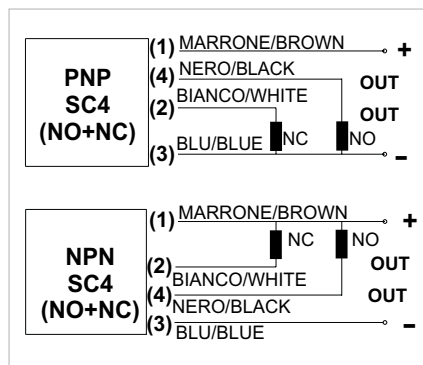 (1) MARRONE/BROWN +
PNP
SC4
(NO+NC)
(4) NERO/BLACK OUT
(2) BIANCO/WHITE OUT
NC NO
(3) BLU/BLUE -
(1) MARRONE/BROWN +
NC NO
NPN
SC4
(NO+NC)
(2) BIANCO/WHITE OUT
(4) NERO/BLACK OUT
(3) BLU/BLUE -